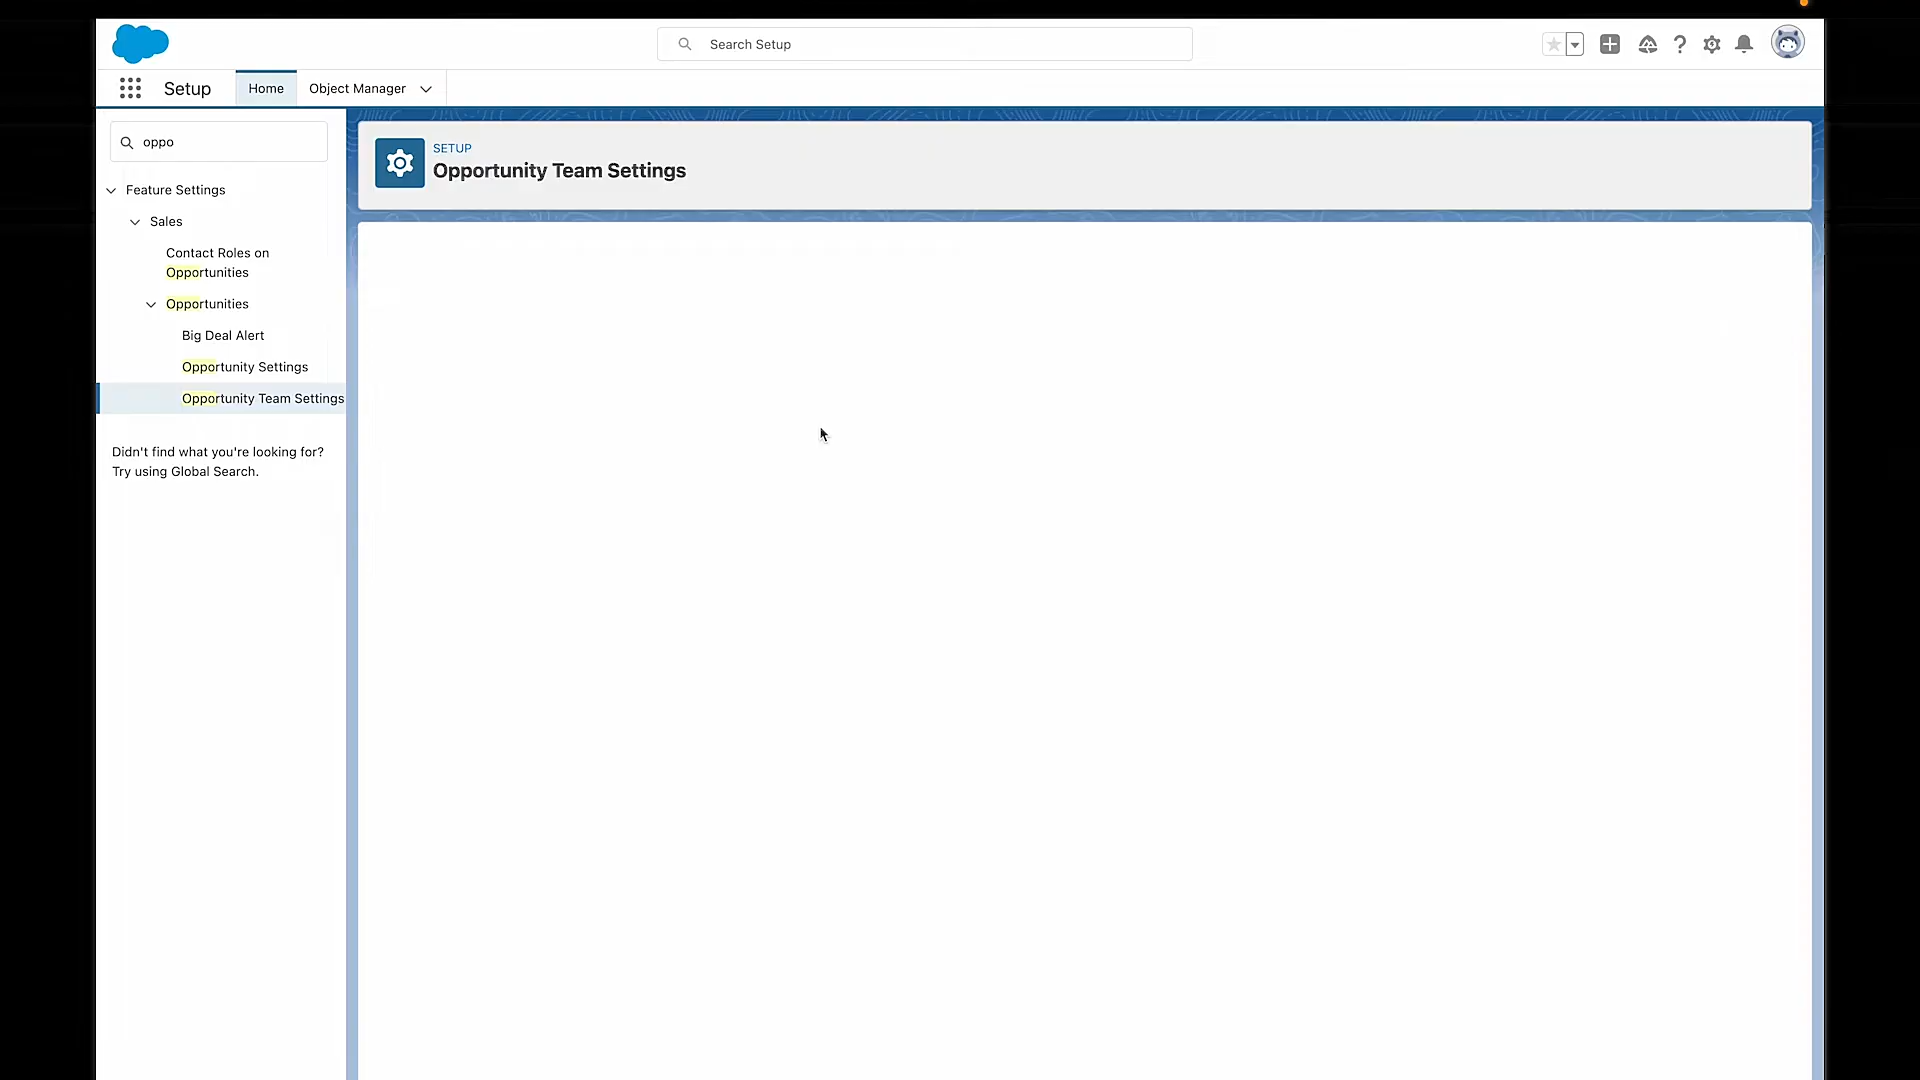 Search Setup
Setup
Home
Object Manager
oppo
Feature Settings
Sales
Contact Roles on
Opportunities
Opportunities
Big Deal Alert
Opportunity Settings
Opportunity Team Settings
Didn't find what you're looking for?
Try using Global Search.
SETUP
Opportunity Team Settings